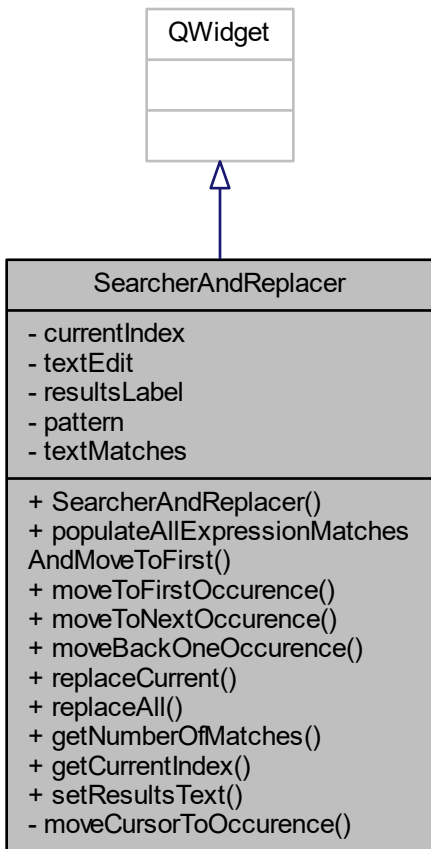 QWidget
SearcherAndReplacer
- currentIndex
- textEdit
- resultsLabel
- pattern
- textMatches
+ SearcherAndReplacer()
+ populateAllExpressionMatches
AndMoveToFirst()
+ moveToFirstOccurence()
+ moveToNextOccurence()
+ moveBackOneOccurence()
+ replaceCurrent()
+ replaceAll()
+ getNumberOfMatches()
+ getCurrentIndex()
+ setResultsText()
- moveCursorToOccurence()